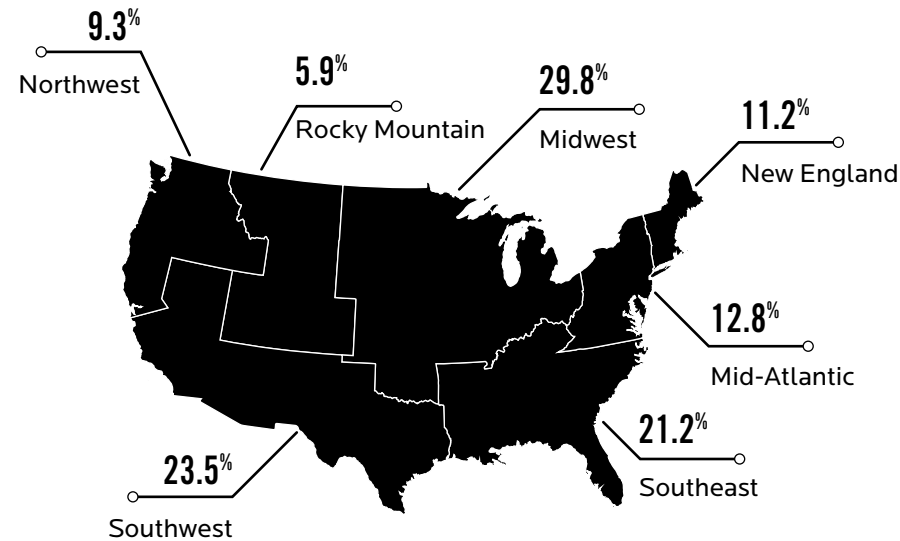 9.3%
Northwest
5.9%
Rocky Mountain
29.8%
Midwest
11.2%
New England
12.8%
Mid-Atlantic
21.2%
Southeast
23.5%
Southwest